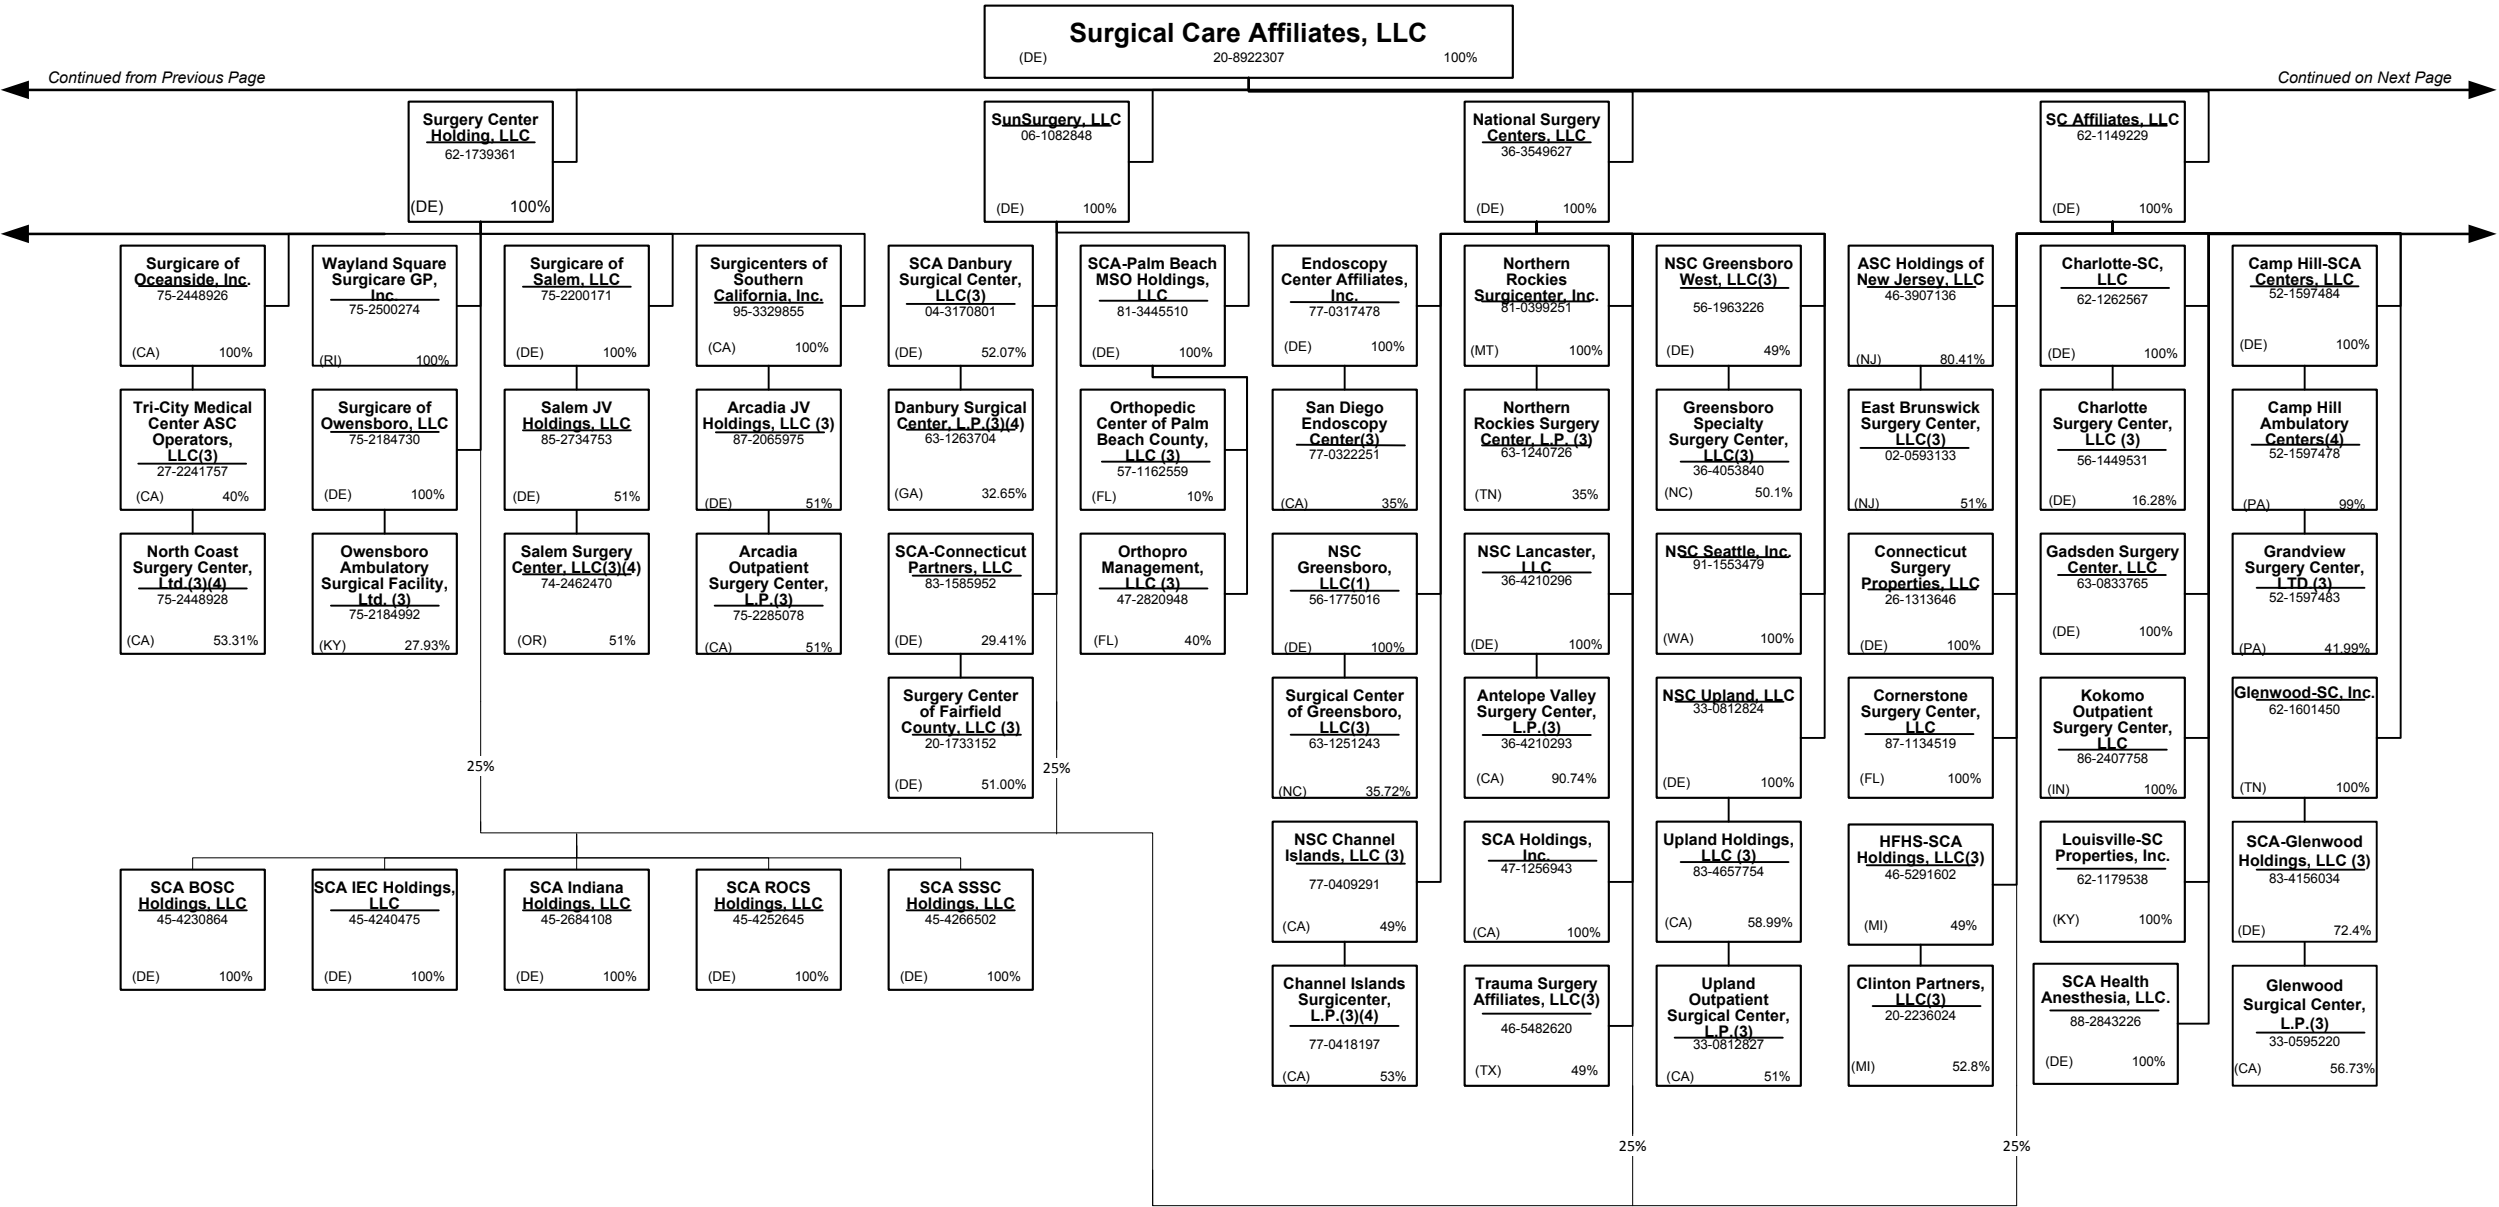 Surgical Care Affiliates, LLC
(DE) 20-8922307 100%
Continued from Previous Page
Continued on Next Page
Surgery Center
Holding, LLC
62-1739361
(DE) 100%
SunSurgery, LLC
06-1082848
(DE) 100%
National Surgery
Centers, LLC
36-3549627
(DE) 100%
SC Affiliates, LLC
62-1149229
(DE) 100%
Surgicare of
Oceanside, Inc.
75-2448926
(CA) 100%
Wayland Square
Surgicare GP,
Inc.
75-2500274
(RI) 100%
Surgicare of
Salem, LLC
75-2200171
(DE) 100%
Surgicenters of
Southern
California, Inc.
95-3329855
(CA) 100%
SCA Danbury
Surgical Center,
LLC(3)
04-3170801
(DE) 52.07%
SCA-Palm Beach
MSO Holdings,
LLC
81-3445510
(DE) 100%
Endoscopy
Center Affiliates,
Inc.
77-0317478
(DE) 100%
Northern
Rockies
Surgicenter, Inc.
81-0399251
(MT) 100%
NSC Greensboro
West, LLC(3)
56-1963226
(DE) 49%
ASC Holdings of
New Jersey, LLC
46-3907136
(NJ) 80.41%
Charlotte-SC,
LLC
62-1262567
(DE) 100%
Camp Hill-SCA
Centers, LLC
52-1597484
(DE) 100%
Tri-City Medical
Center ASC
Operators,
LLC(3)
27-2241757
(CA) 40%
Surgicare of
Owensboro, LLC
75-2184730
(DE) 100%
Salem JV
Holdings, LLC
85-2734753
(DE) 51%
Arcadia JV
Holdings, LLC (3)
87-2065975
(DE) 51%
Danbury Surgical
Center, L.P.(3)(4)
63-1263704
(GA) 32.65%
Orthopedic
Center of Palm
Beach County,
LLC (3)
57-1162559
(FL) 10%
San Diego
Endoscopy
Center(3)
77-0322251
(CA) 35%
Northern
Rockies Surgery
Center, L.P. (3)
63-1240726
(TN) 35%
Greensboro
Specialty
Surgery Center,
LLC(3)
36-4053840
(NC) 50.1%
East Brunswick
Surgery Center,
LLC(3)
02-0593133
(NJ) 51%
Charlotte
Surgery Center,
LLC (3)
56-1449531
(DE) 16.28%
Camp Hill
Ambulatory
Centers(4)
52-1597478
(PA) 99%
North Coast
Surgery Center,
Ltd.(3)(4)
75-2448928
(CA) 53.31%
Owensboro
Ambulatory
Surgical Facility,
Ltd. (3)
75-2184992
(KY) 27.93%
Salem Surgery
Center, LLC(3)(4)
74-2462470
(OR) 51%
Arcadia
Outpatient
Surgery Center,
L.P.(3)
75-2285078
(CA) 51%
SCA-Connecticut
Partners, LLC
83-1585952
(DE) 29.41%
Orthopro
Management,
LLC (3)
47-2820948
(FL) 40%
NSC
Greensboro,
LLC(1)
56-1775016
(DE) 100%
NSC Lancaster,
LLC
36-4210296
(DE) 100%
NSC Seattle, Inc.
91-1553479
(WA) 100%
Connecticut
Surgery
Properties, LLC
26-1313646
(DE) 100%
Gadsden Surgery
Center, LLC
63-0833765
(DE) 100%
Grandview
Surgery Center,
LTD (3)
52-1597483
(PA) 41.99%
Surgery Center
of Fairfield
County, LLC (3)
20-1733152
(DE) 51.00%
Surgical Center
of Greensboro,
LLC(3)
63-1251243
(NC) 35.72%
Antelope Valley
Surgery Center,
L.P.(3)
36-4210293
(CA) 90.74%
NSC Upland, LLC
33-0812824
(DE) 100%
Cornerstone
Surgery Center,
LLC
87-1134519
(FL) 100%
Kokomo
Outpatient
Surgery Center,
LLC
86-2407758
(IN) 100%
Glenwood-SC, Inc.
62-1601450
(TN) 100%
25%
25%
NSC Channel
Islands, LLC (3)
77-0409291
(CA) 49%
SCA Holdings,
Inc.
47-1256943
(CA) 100%
Upland Holdings,
LLC (3)
83-4657754
(CA) 58.99%
HFHS-SCA
Holdings, LLC(3)
46-5291602
(MI) 49%
Louisville-SC
Properties, Inc.
62-1179538
(KY) 100%
SCA-Glenwood
Holdings, LLC (3)
83-4156034
(DE) 72.4%
SCA BOSC
Holdings, LLC
45-4230864
(DE) 100%
SCA IEC Holdings,
LLC
45-4240475
(DE) 100%
SCA Indiana
Holdings, LLC
45-2684108
(DE) 100%
SCA ROCS
Holdings, LLC
45-4252645
(DE) 100%
SCA SSSC
Holdings, LLC
45-4266502
(DE) 100%
Channel Islands
Surgicenter,
L.P.(3)(4)
77-0418197
(CA) 53%
Trauma Surgery
Affiliates, LLC(3)
46-5482620
(TX) 49%
Upland
Outpatient
Surgical Center,
L.P.(3)
33-0812827
(CA) 51%
Clinton Partners,
LLC(3)
20-2236024
(MI) 52.8%
SCA Health
Anesthesia, LLC.
88-2843226
(DE) 100%
Glenwood
Surgical Center,
L.P.(3)
33-0595220
(CA) 56.73%
25%
25%